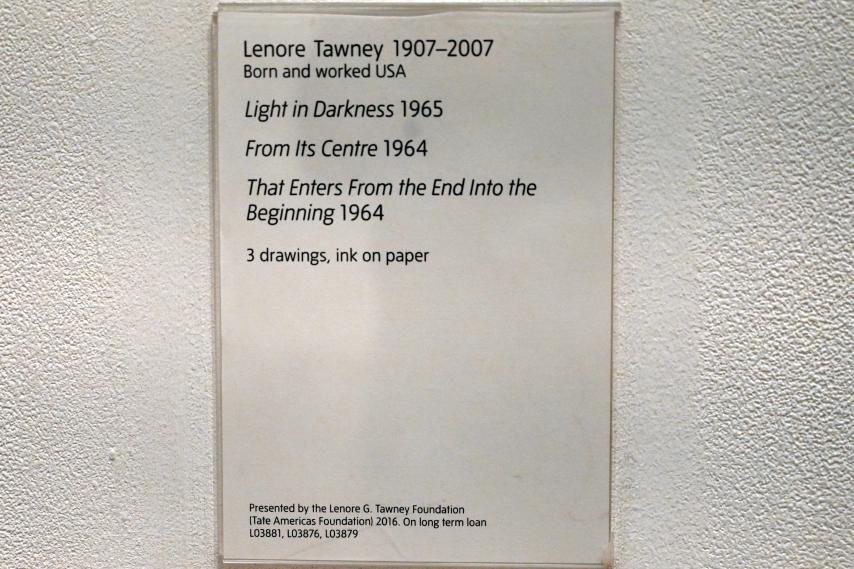 Lenore Tawney 1907–2007
Born and worked USA
Light in Darkness 1965
From Its Centre 1964
That Enters From the End Into the
Beginning 1964
3 drawings, ink on paper
Presented by the Lenore G. Tawney Foundation
(Tate Americas Foundation) 2016. On long term loan
L03881, L03876, L03879